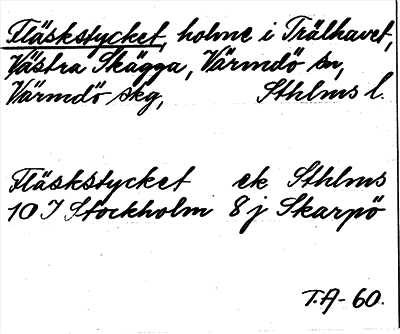 Fläskstycket, holme i Trälhavet,
Västra Skägga, Värmdö sn,
Värmdö skg, Sthlms l.
Fläskstycket ek Sthlms
10 I Stockholm 8 j Skarpö
T.A-60.